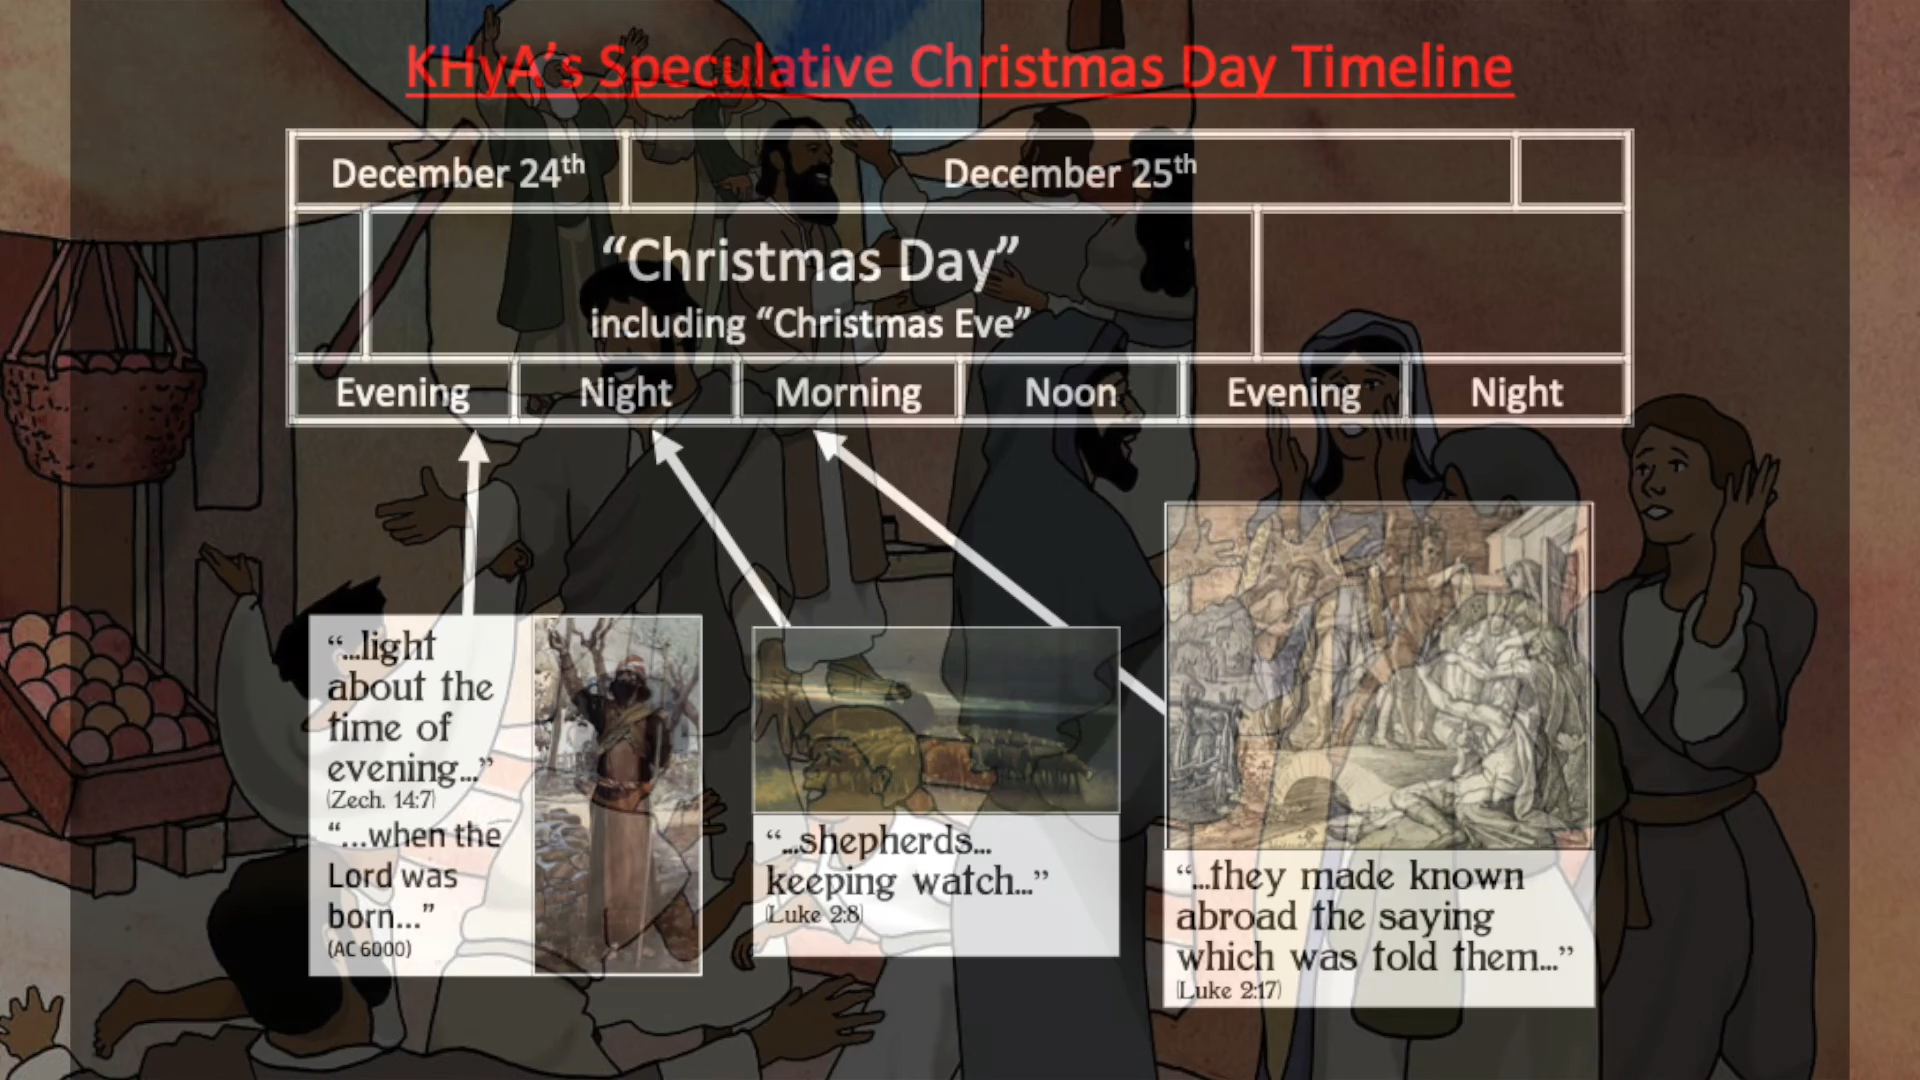 KHyA's Speculative Christmas Day Timeline
December 24th
December 25th
“Christmas Day”
including “Christmas Eve”
Evening
Night
Morning
Noon
Evening
Night
“...light
about the
time of
evening...”
(Zech. 14:7)
“...when the
Lord was
born...”
(AC 6000)
“...shepherds...
keeping watch...”
(Luke 2:8)
“...they made known
abroad the saying
which was told them...”
(Luke 2:17)